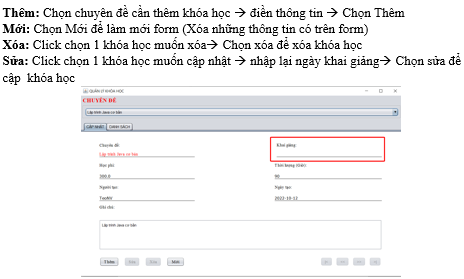 Thêm: Chọn chuyên đề cần thêm khóa học → điền thông tin → Chọn Thêm
Mới: Chọn Mới để làm mới form (Xóa những thông tin có trên form)
Xóa: Click chọn 1 khóa học muốn xóa→ Chọn xóa để xóa khóa học
Sửa: Click chọn 1 khóa học muốn cập nhật → nhập lại ngày khai giảng→ Chọn sửa để
cập  khóa học
QUẢN LÝ KHÓA HỌC
CHUYÊN ĐỀ
Lập trình Java cơ bản
CẬP NHẬT DANH SÁCH
Chuyên đề: Khai giảng:
Lập trình Java cơ bản
Học phí: Thời lượng (Giờ):
300.0 90
Người tạo: Ngày tạo:
TeoNV 2022-10-12
Ghi chú:
Lập trình Java cơ bản
Thêm Sửa Xóa Mới